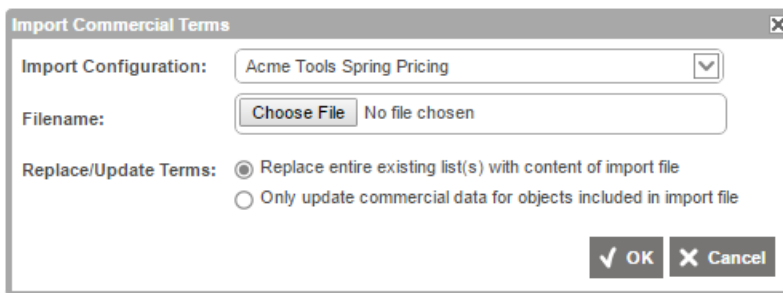 Import Commercial Terms
Import Configuration: Acme Tools Spring Pricing
Filename: Choose File No file chosen
Replace/Update Terms: Replace entire existing list(s) with content of import file
Only update commercial data for objects included in import file
OK Cancel